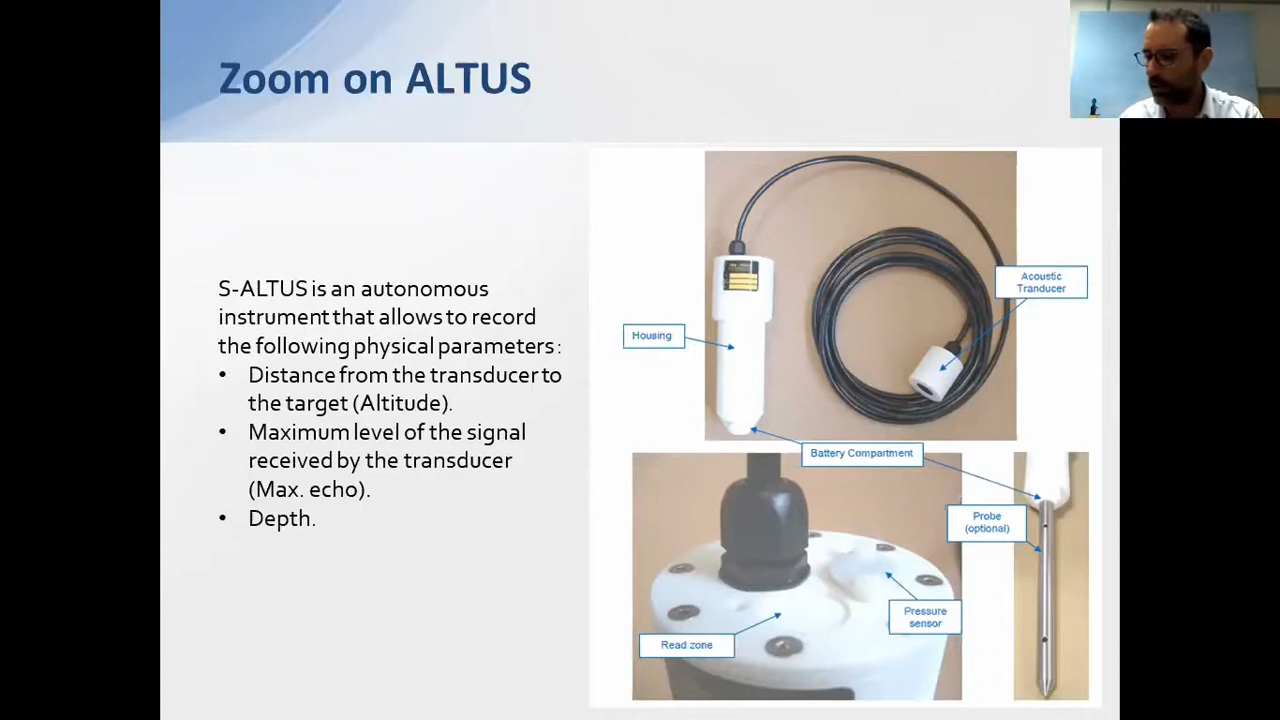 Zoom on ALTUS
S-ALTUS is an autonomous
instrument that allows to record
the following physical parameters :
• Distance from the transducer to
the target (Altitude).
• Maximum level of the signal
received by the transducer
(Max. echo).
• Depth.
Acoustic
Tranducer
Housing
Battery Compartment
Probe
(optional)
Pressure
sensor
Read zone